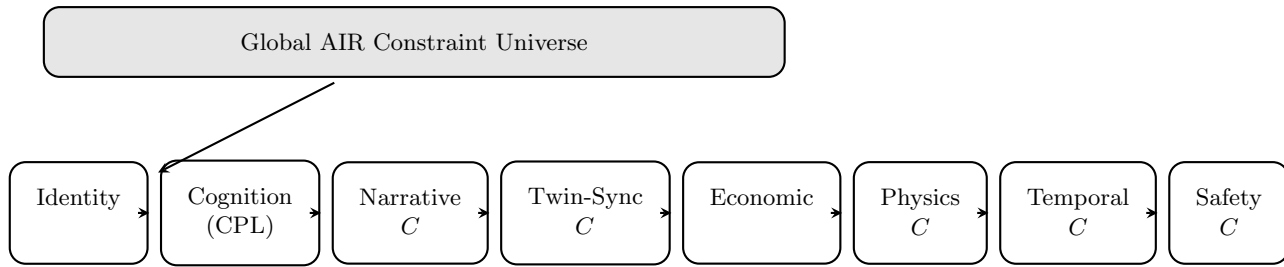 Global AIR Constraint Universe
Identity
Cognition
(CPL)
Narrative
C
Twin-Sync
C
Economic
Physics
C
Temporal
C
Safety
C